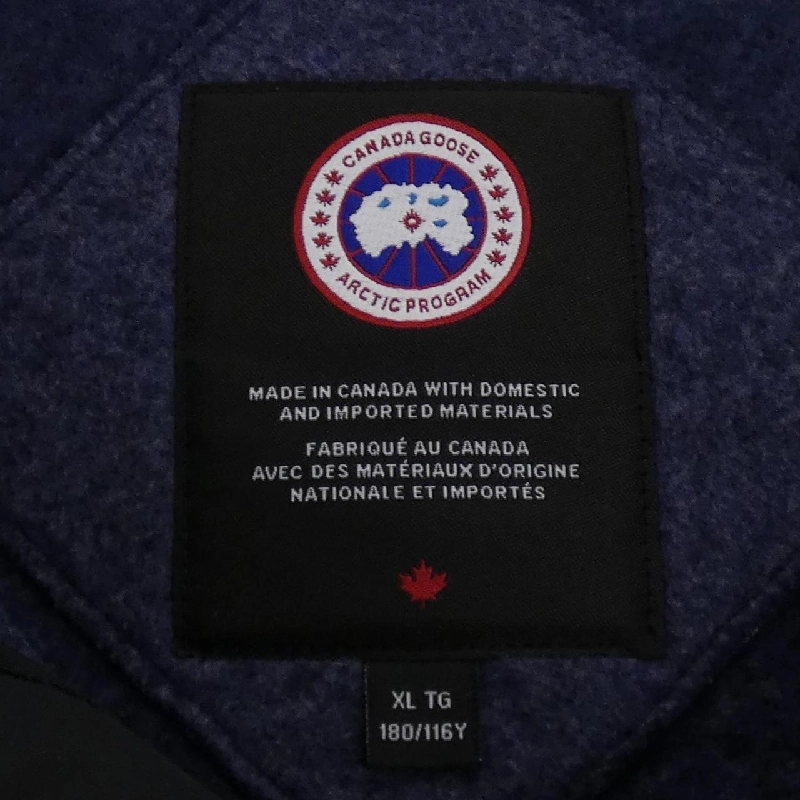 CANADA GOOSE
ARCTIC PROGRAM
MADE IN CANADA WITH DOMESTIC
AND IMPORTED MATERIALS
FABRIQUÉ AU CANADA
AVEC DES MATÉRIAUX D'ORIGINE
NATIONALE ET IMPORTÉS
XL TG
180/116Y